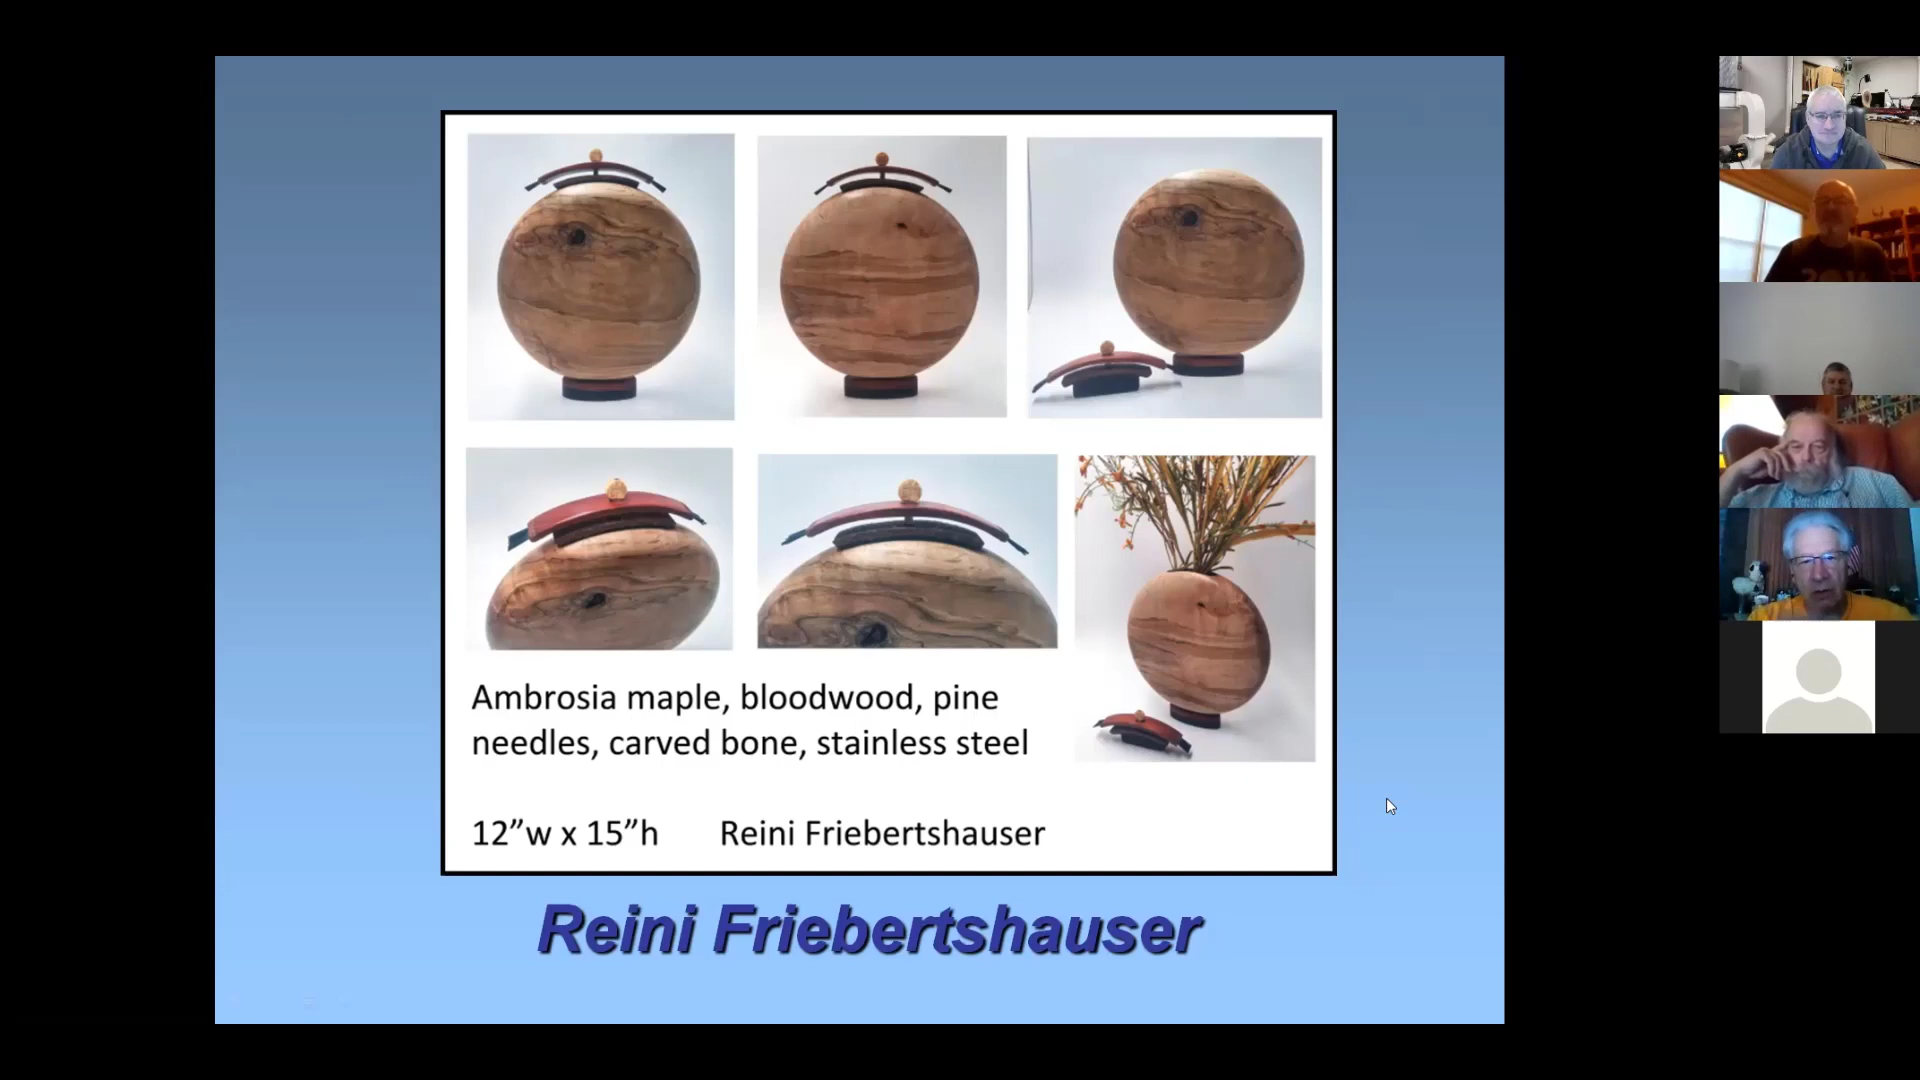 Ambrosia maple, bloodwood, pine
needles, carved bone, stainless steel
12”w x 15”h Reini Friebertshauser
Reini Friebertshauser